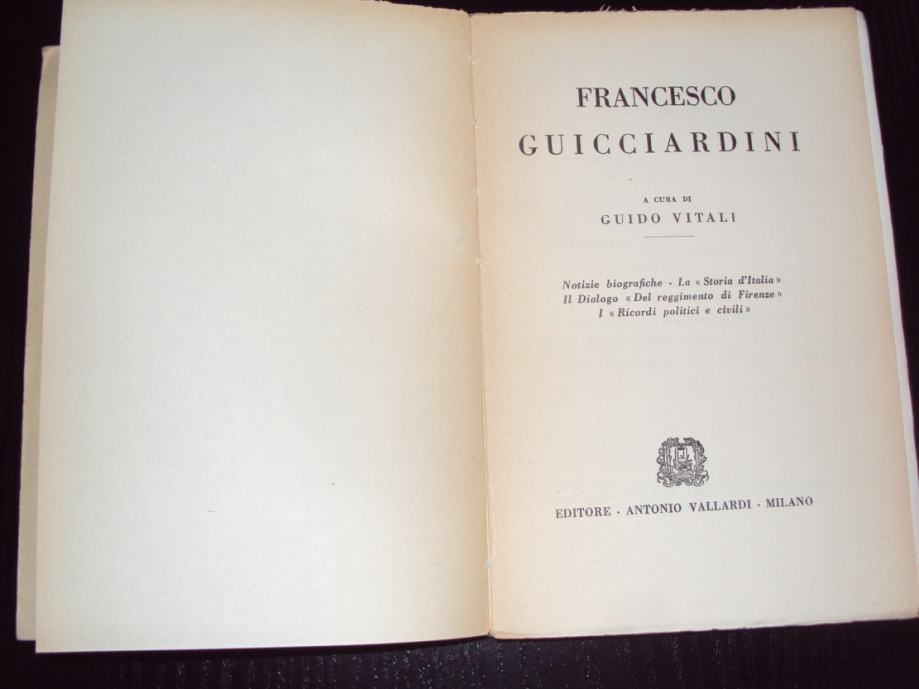 FRANCESCO
GUICCIARDINI
A CURA DI
GUIDO VITALI
Notizie biografiche - La « Storia d'Italia »
Il Dialogo « Del reggimento di Firenze »
I « Ricordi politici e civili »
EDITORE - ANTONIO VALLARDI - MILANO